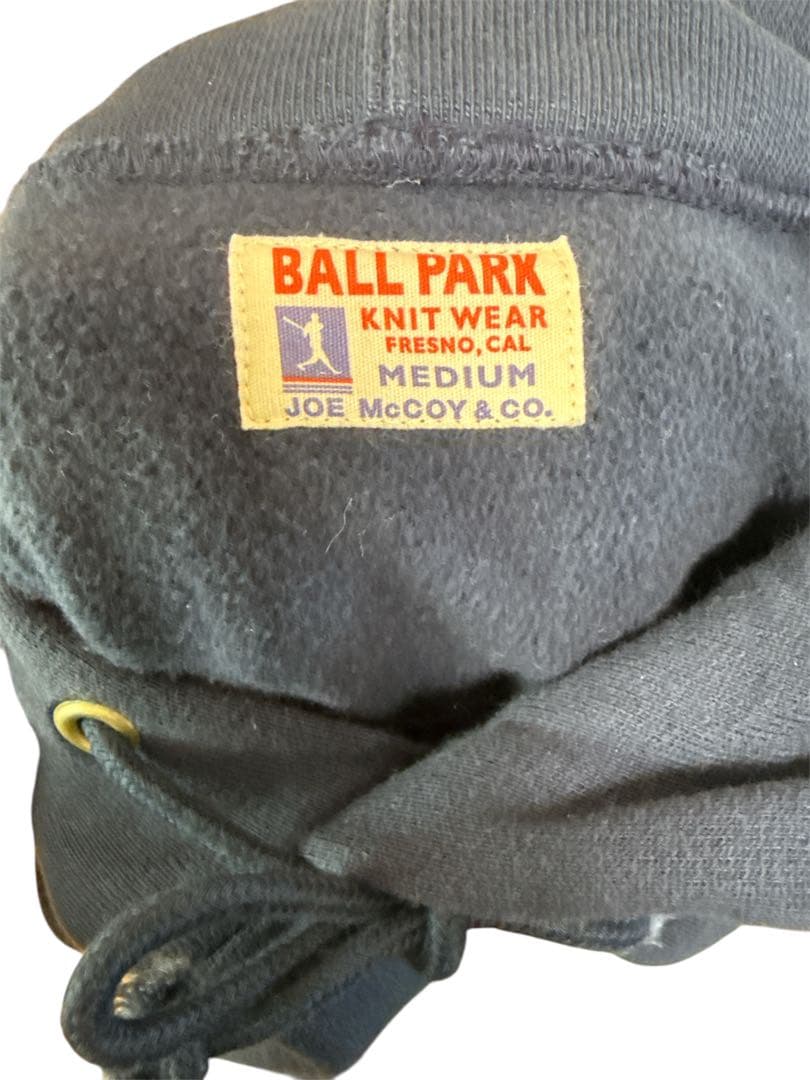 BALL PARK
KNIT WEAR
FRESNO, CAL
MEDIUM
JOE McCOY & CO.